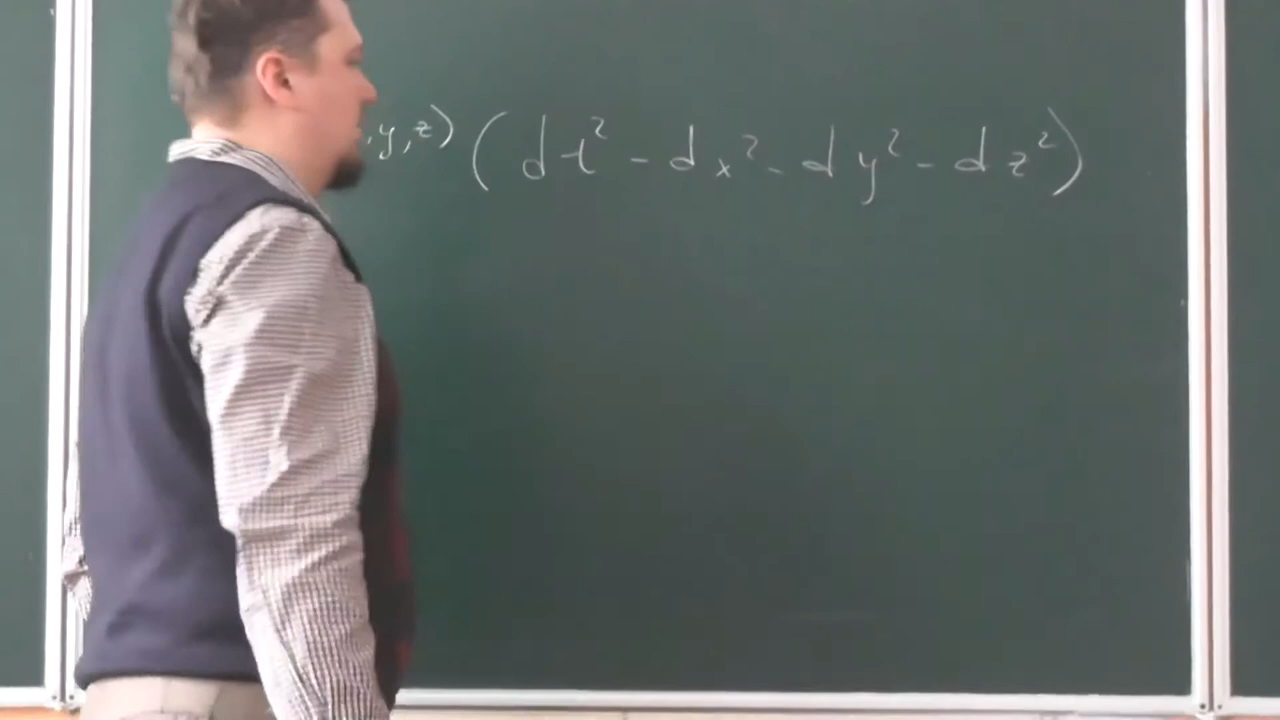 ,y,z) (dt² - dx² - dy² - dz²)